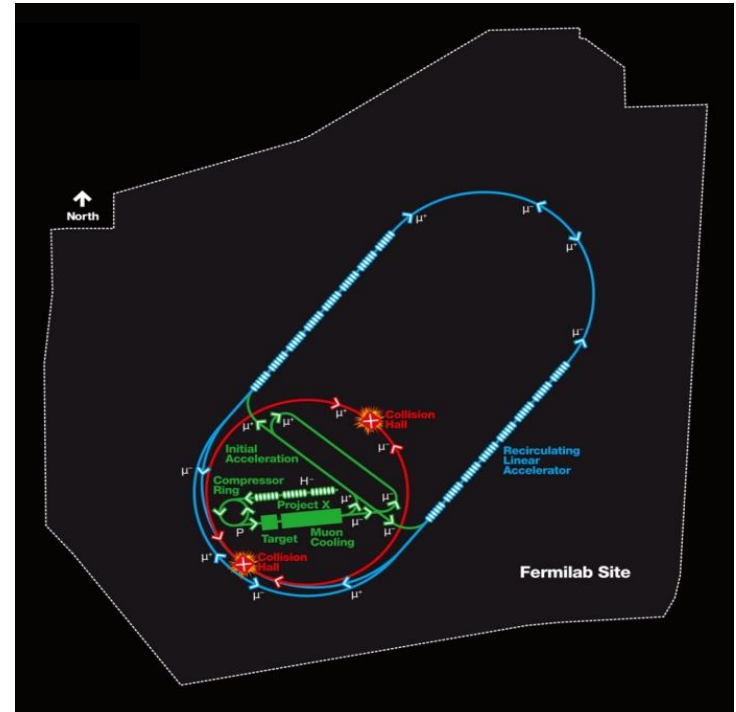 North
μ⁺
μ⁻
μ⁺
μ⁻
Collision
Hall
μ⁺
μ⁺
μ⁺
μ⁻
Initial
Acceleration
Recirculating
Linear
Accelerator
μ⁻
Compressor
Ring
H⁻
μ⁺
μ⁻
Project X
P
Target
Muon
Cooling
μ⁻
μ⁻
μ⁺
Collision
Hall
μ⁻
μ⁺
Fermilab Site